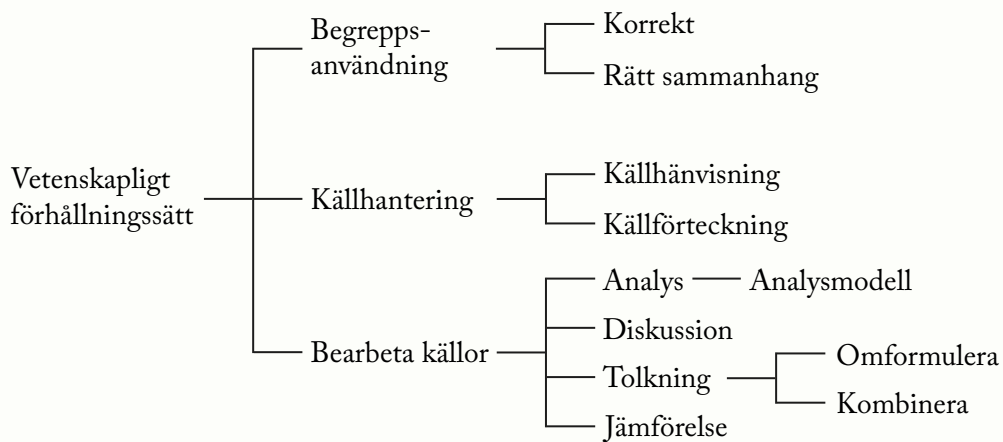 Begrepps-
användning
Korrekt
Rätt sammanhang
Vetenskapligt
förhållningssätt
Källhantering
Källhänvisning
Källförteckning
Bearbeta källor
Analys
Analysmodell
Diskussion
Tolkning
Omformulera
Kombinera
Jämförelse